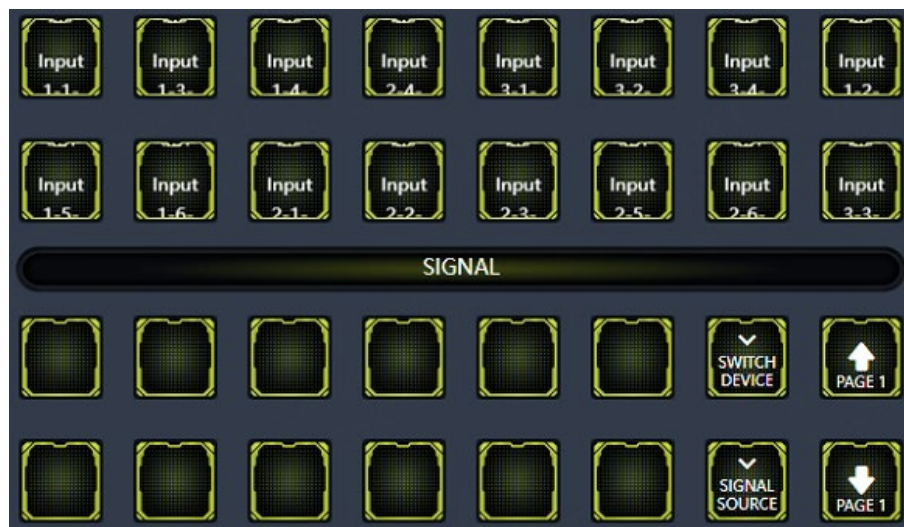 Input
1-1-
Input
1-3-
Input
1-4-
Input
2-4-
Input
3-1-
Input
3-2-
Input
3-4-
Input
1-2-
Input
1-5-
Input
1-6-
Input
2-1-
Input
2-2-
Input
2-3-
Input
2-5-
Input
2-6-
Input
3-3-
SIGNAL
SWITCH
DEVICE
PAGE 1
SIGNAL
SOURCE
PAGE 1